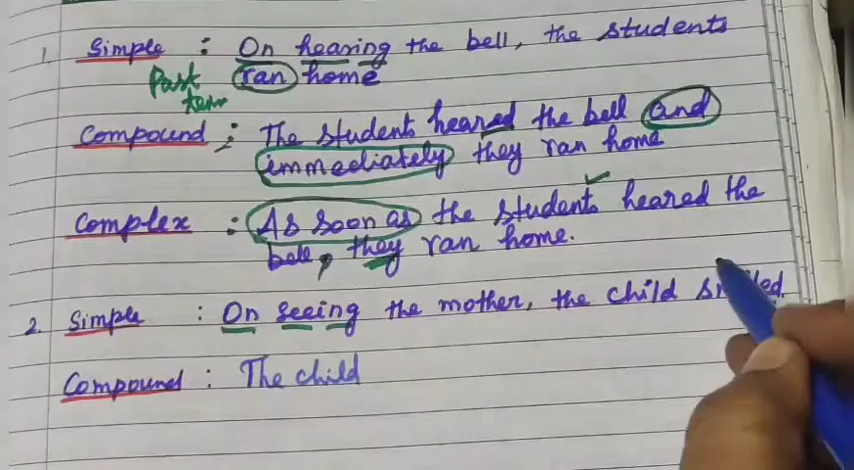 1. Simple : On hearing the bell, the students
Past ran home
tem
Compound ; The students heared the bell and
immediately they ran home
Complex : As soon as the students heared the
bell, they ran home.
2. Simple : On seeing the mother, the child
Compound : The child